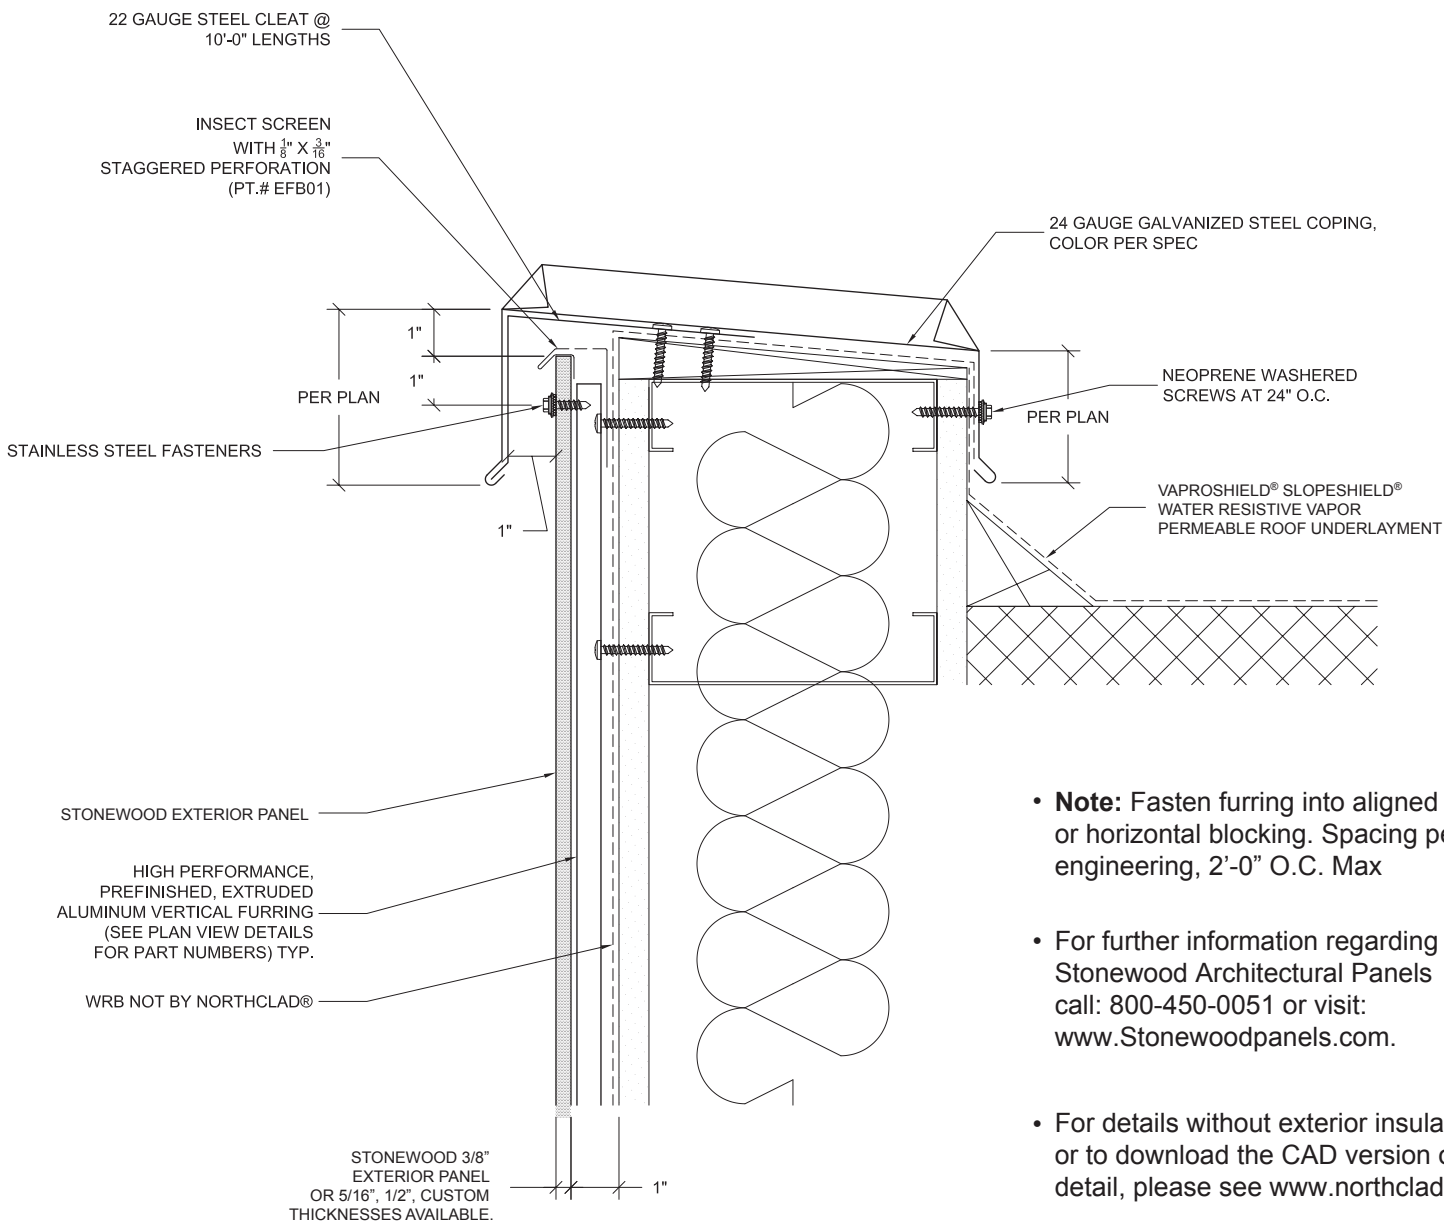 22 GAUGE STEEL CLEAT @
10'-0" LENGTHS
INSECT SCREEN
WITH 1/8" X 3/16"
STAGGERED PERFORATION
(PT.# EFB01)
24 GAUGE GALVANIZED STEEL COPING,
COLOR PER SPEC
1"
1"
PER PLAN
NEOPRENE WASHERED
SCREWS AT 24" O.C.
PER PLAN
STAINLESS STEEL FASTENERS
VAPROSHIELD® SLOPESHIELD®
WATER RESISTIVE VAPOR
PERMEABLE ROOF UNDERLAYMENT
1"
STONEWOOD EXTERIOR PANEL
HIGH PERFORMANCE,
PREFINISHED, EXTRUDED
ALUMINUM VERTICAL FURRING
(SEE PLAN VIEW DETAILS
FOR PART NUMBERS) TYP.
WRB NOT BY NORTHCLAD®
• Note: Fasten furring into aligned
or horizontal blocking. Spacing
engineering, 2’-0” O.C. Max
• For further information regarding
Stonewood Architectural Panels
call: 800-450-0051 or visit:
www.Stonewoodpanels.com.
• For details without exterior
or to download the CAD version
detail, please see www.northclad
STONEWOOD 3/8”
EXTERIOR PANEL
OR 5/16”, 1/2”, CUSTOM
THICKNESSES AVAILABLE.
1"